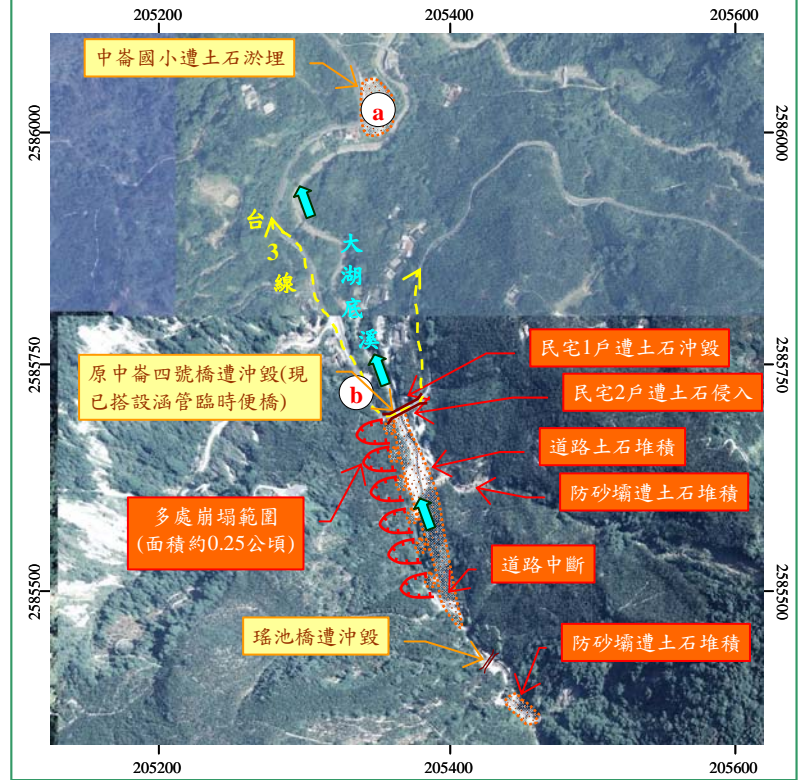 205200
205400
205600
中崙國小遭土石淤埋
a
2586000
2586000
台
3
線
大
湖
底
溪
民宅1戶遭土石沖毀
2585750
2585750
原中崙四號橋遭沖毀(現
已搭設涵管臨時便橋)
b
民宅2戶遭土石侵入
道路土石堆積
防砂壩遭土石堆積
多處崩塌範圍
(面積約0.25公頃)
道路中斷
2585500
2585500
瑤池橋遭沖毀
防砂壩遭土石堆積
205200
205400
205600